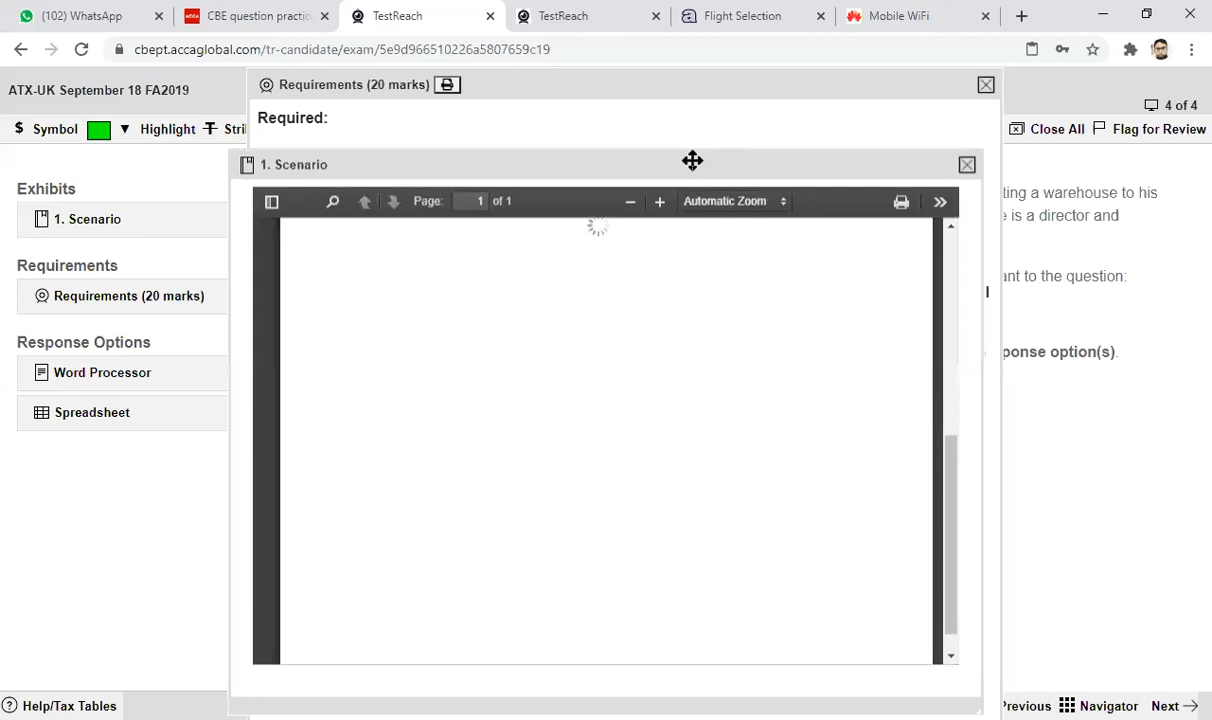 (102) WhatsApp
CBE question practic
TestReach
TestReach
Flight Selection
Mobile WiFi
cbept.accaglobal.com/tr-candidate/exam/5e9d966510226a5807659c19
ATX-UK September 18 FA2019
Requirements (20 marks)
4 of 4
$ Symbol
Highlight
Stri
Required:
Close All
Flag for Review
1. Scenario
Exhibits
ting a warehouse to his
Page: 1 of 1
Automatic Zoom
1. Scenario
e is a director and
Requirements
ant to the question:
Requirements (20 marks)
Response Options
ponse option(s).
Word Processor
Spreadsheet
Help/Tax Tables
Previous
Navigator
Next